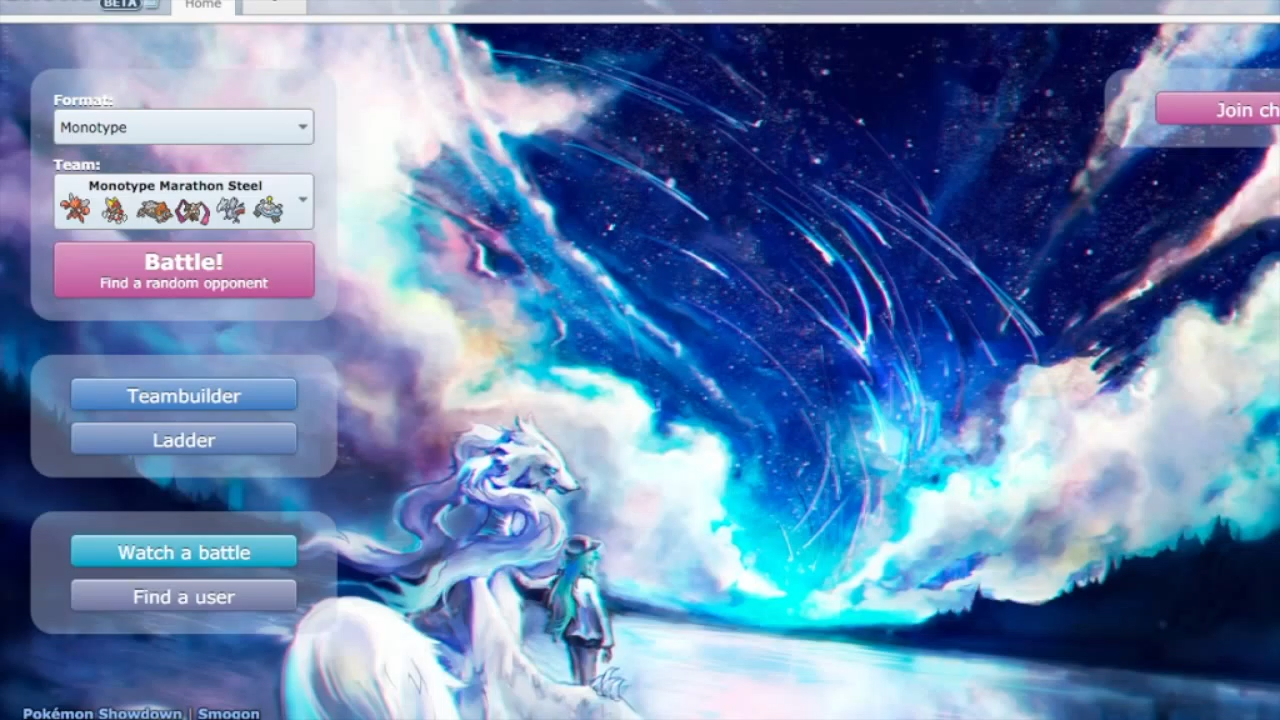 BETA
Home
Format:
Monotype
Team:
Monotype Marathon Steel
Battle!
Find a random opponent
Join ch
Teambuilder
Ladder
Watch a battle
Find a user
Pokémon Showdown | Smogon